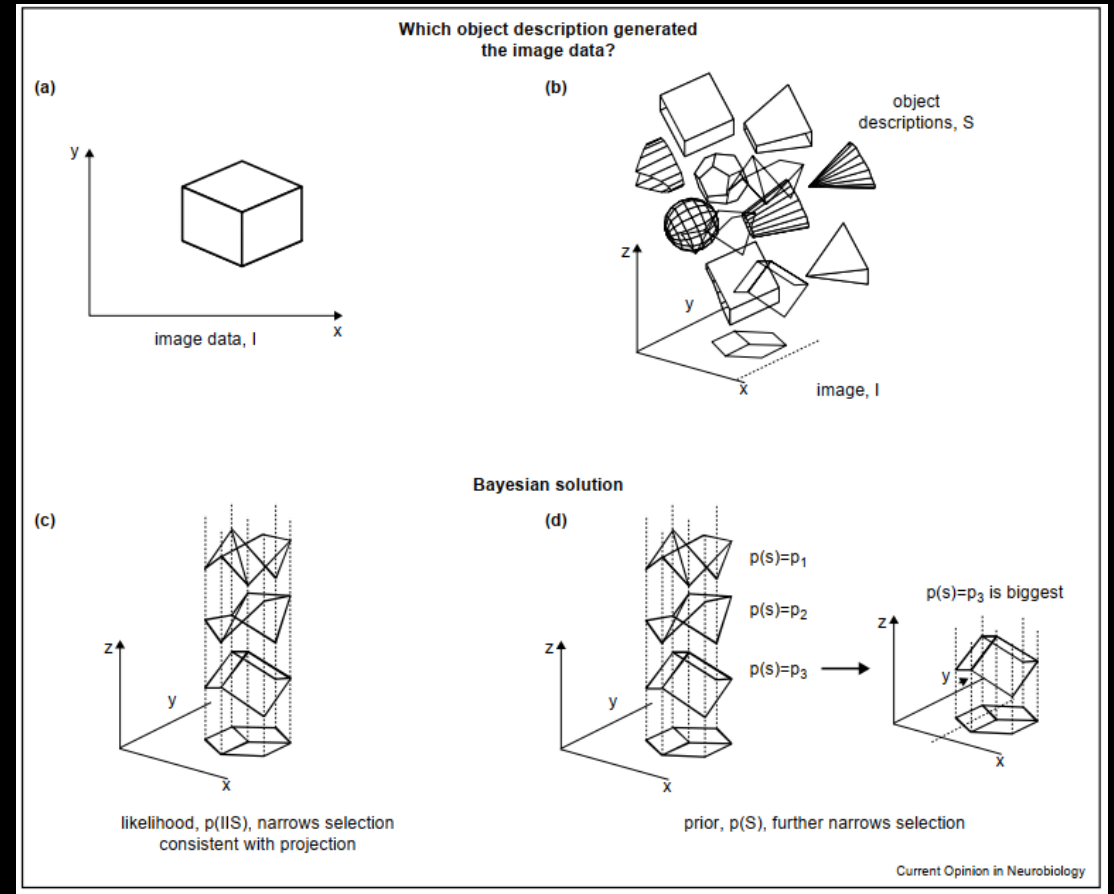 Which object description generated
the image data?
(a)
y
x
image data, I
(b)
object
descriptions, S
z
y
x
image, I
Bayesian solution
(c)
z
y
x
likelihood, p(IIS), narrows selection
consistent with projection
(d)
p(s)=p1
p(s)=p2
p(s)=p3
z
y
x
p(s)=p3 is biggest
z
y
x
prior, p(S), further narrows selection
Current Opinion in Neurobiology